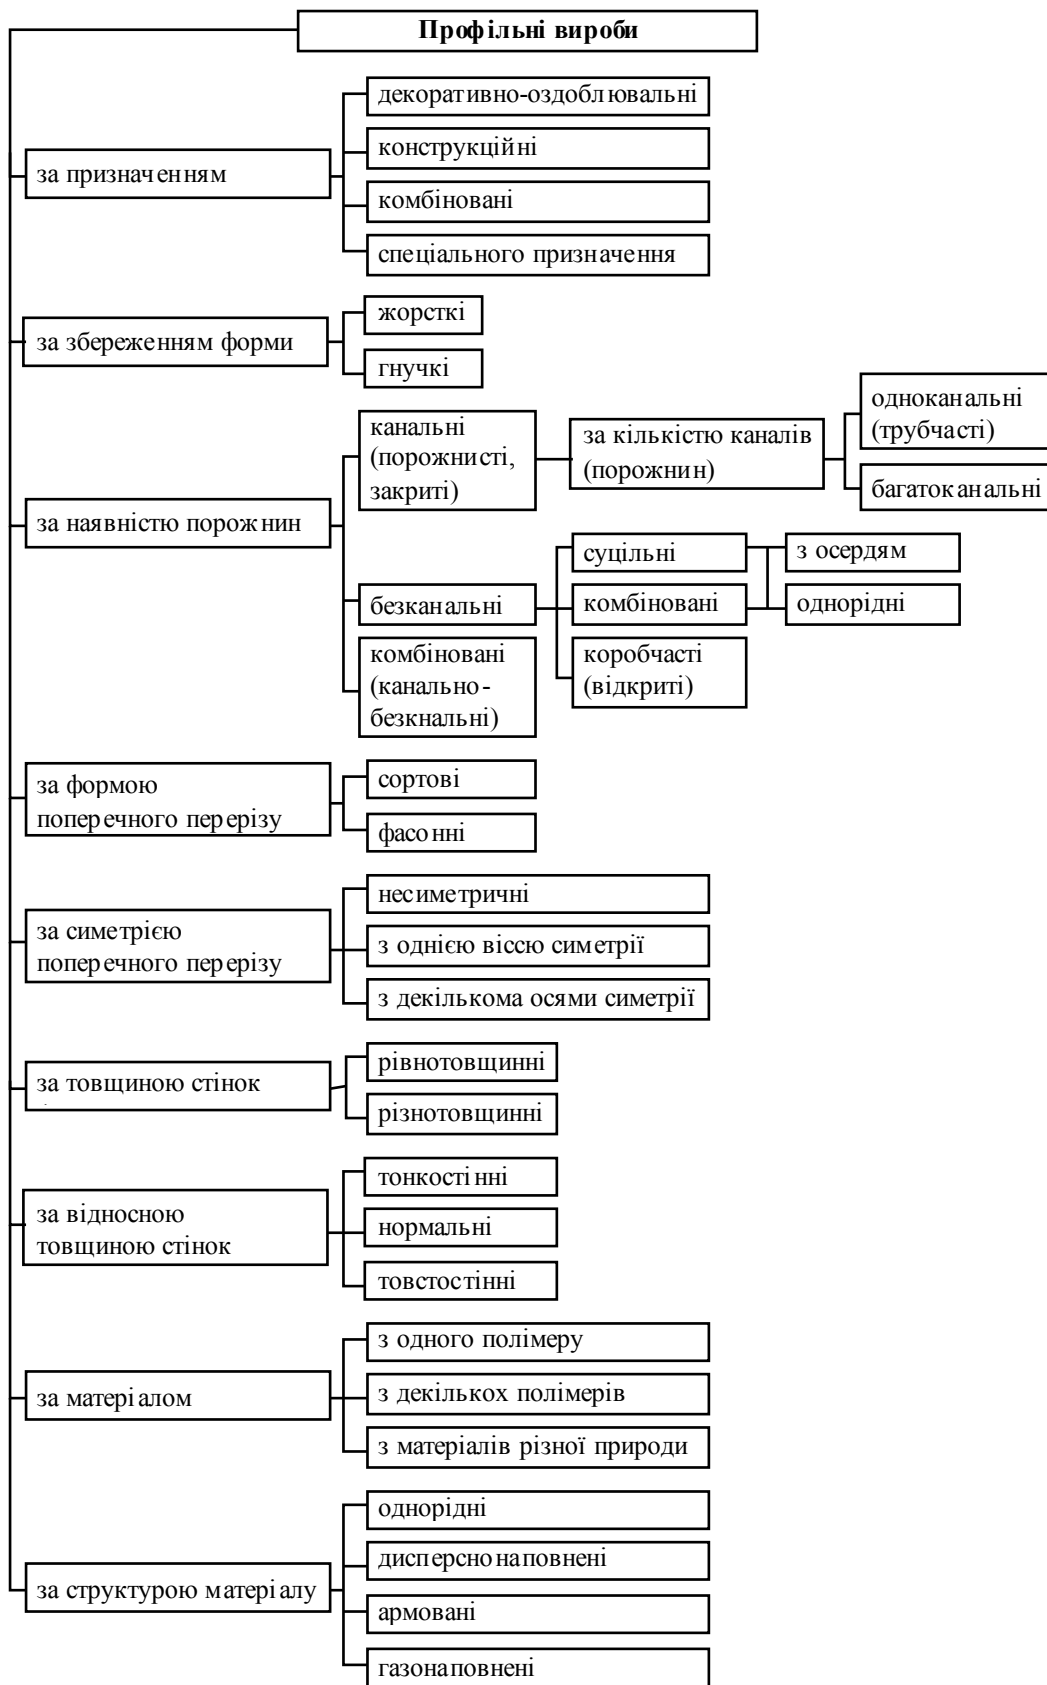 Профільні вироби
за призначенням
декоративно-оздоблювальні
конструкційні
комбіновані
спеціального призначення
за збереженням форми
жорсткі
гнучкі
за наявністю порожнин
канальні
(порожнисті,
закриті)
за кількістю каналів
(порожнин)
одноканальні
(трубчасті)
багатоканальні
безканальні
суцільні
комбіновані
коробчасті
(відкриті)
з осердям
однорідні
комбіновані
(канально-
безкнальні)
за формою
поперечного перерізу
сортові
фасонні
за симетрією
поперечного перерізу
несиметричні
з однією віссю симетрії
з декількома осями симетрії
за товщиною стінок
рівнотовщинні
різнотовщинні
за відносною
товщиною стінок
тонкостінні
нормальні
товстостінні
за матеріалом
з одного полімеру
з декількох полімерів
з матеріалів різної природи
за структурою матеріалу
однорідні
дисперснонаповнені
армовані
газонаповнені